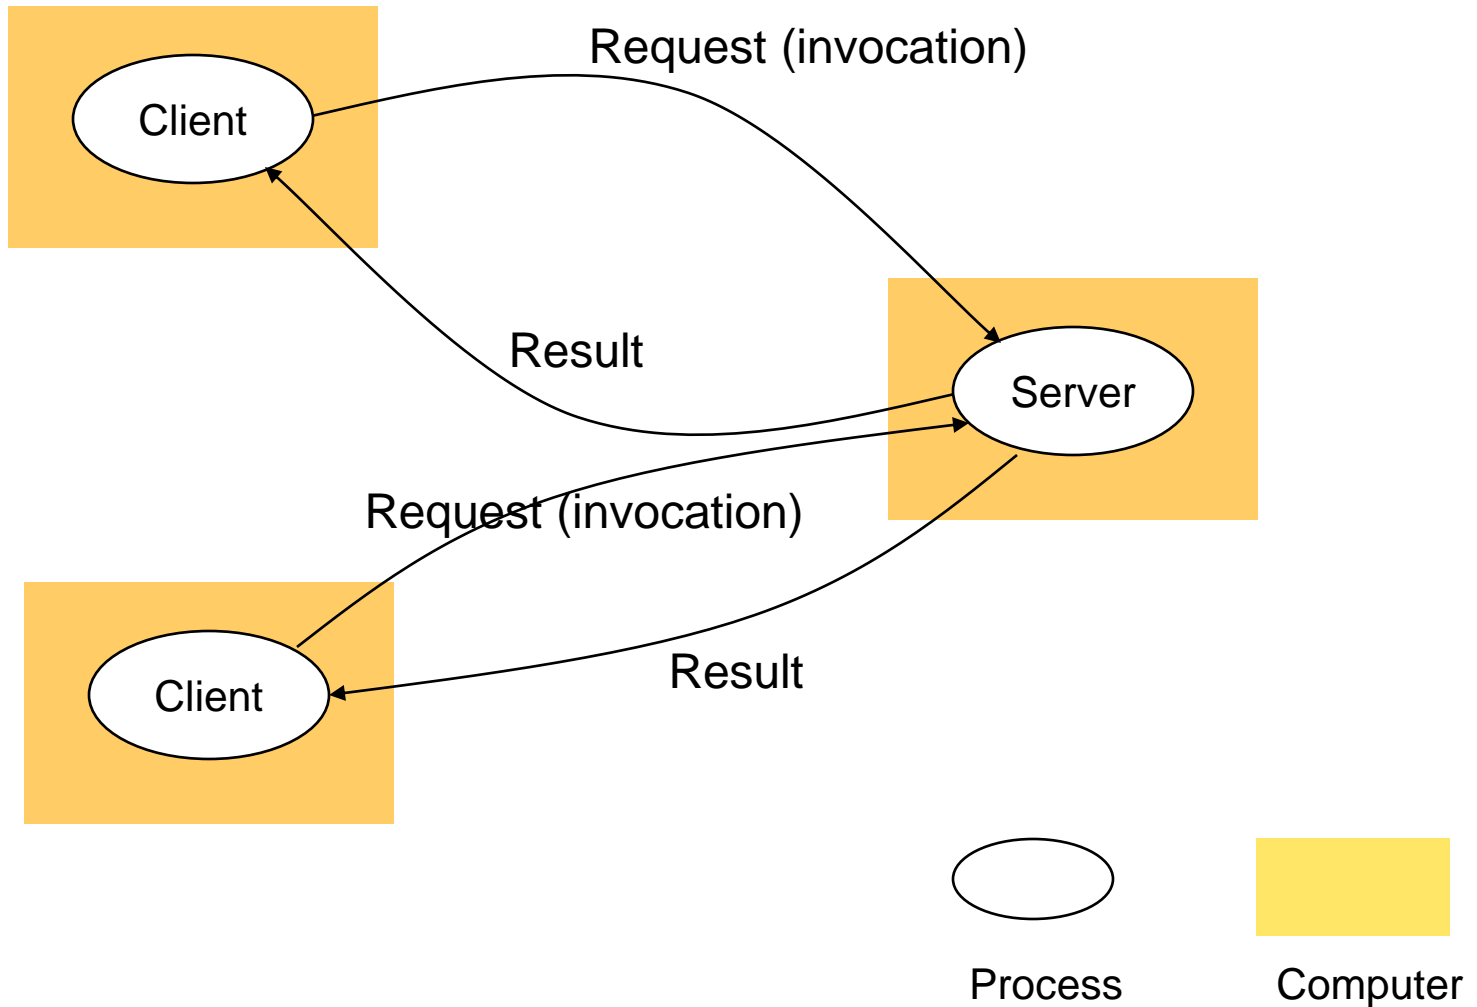 Request (invocation)
Client
Result
Server
Request (invocation)
Result
Client
Process
Computer